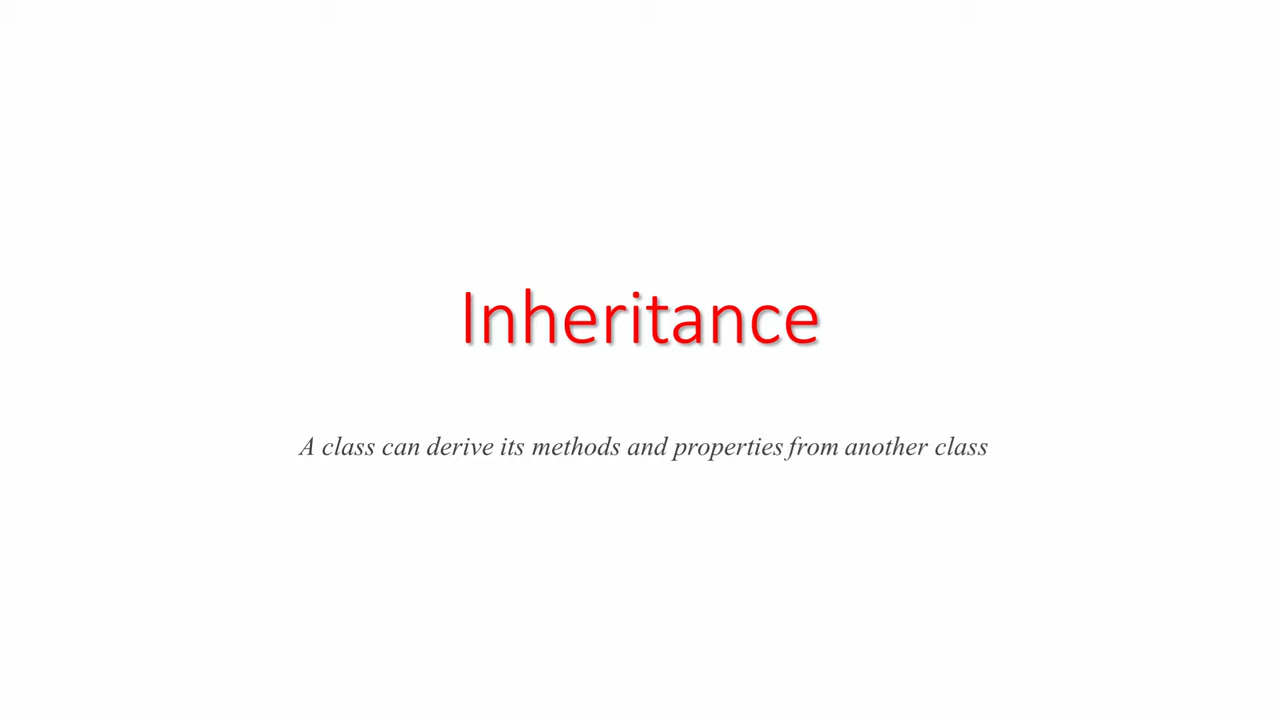 Inheritance
A class can derive its methods and properties from another class